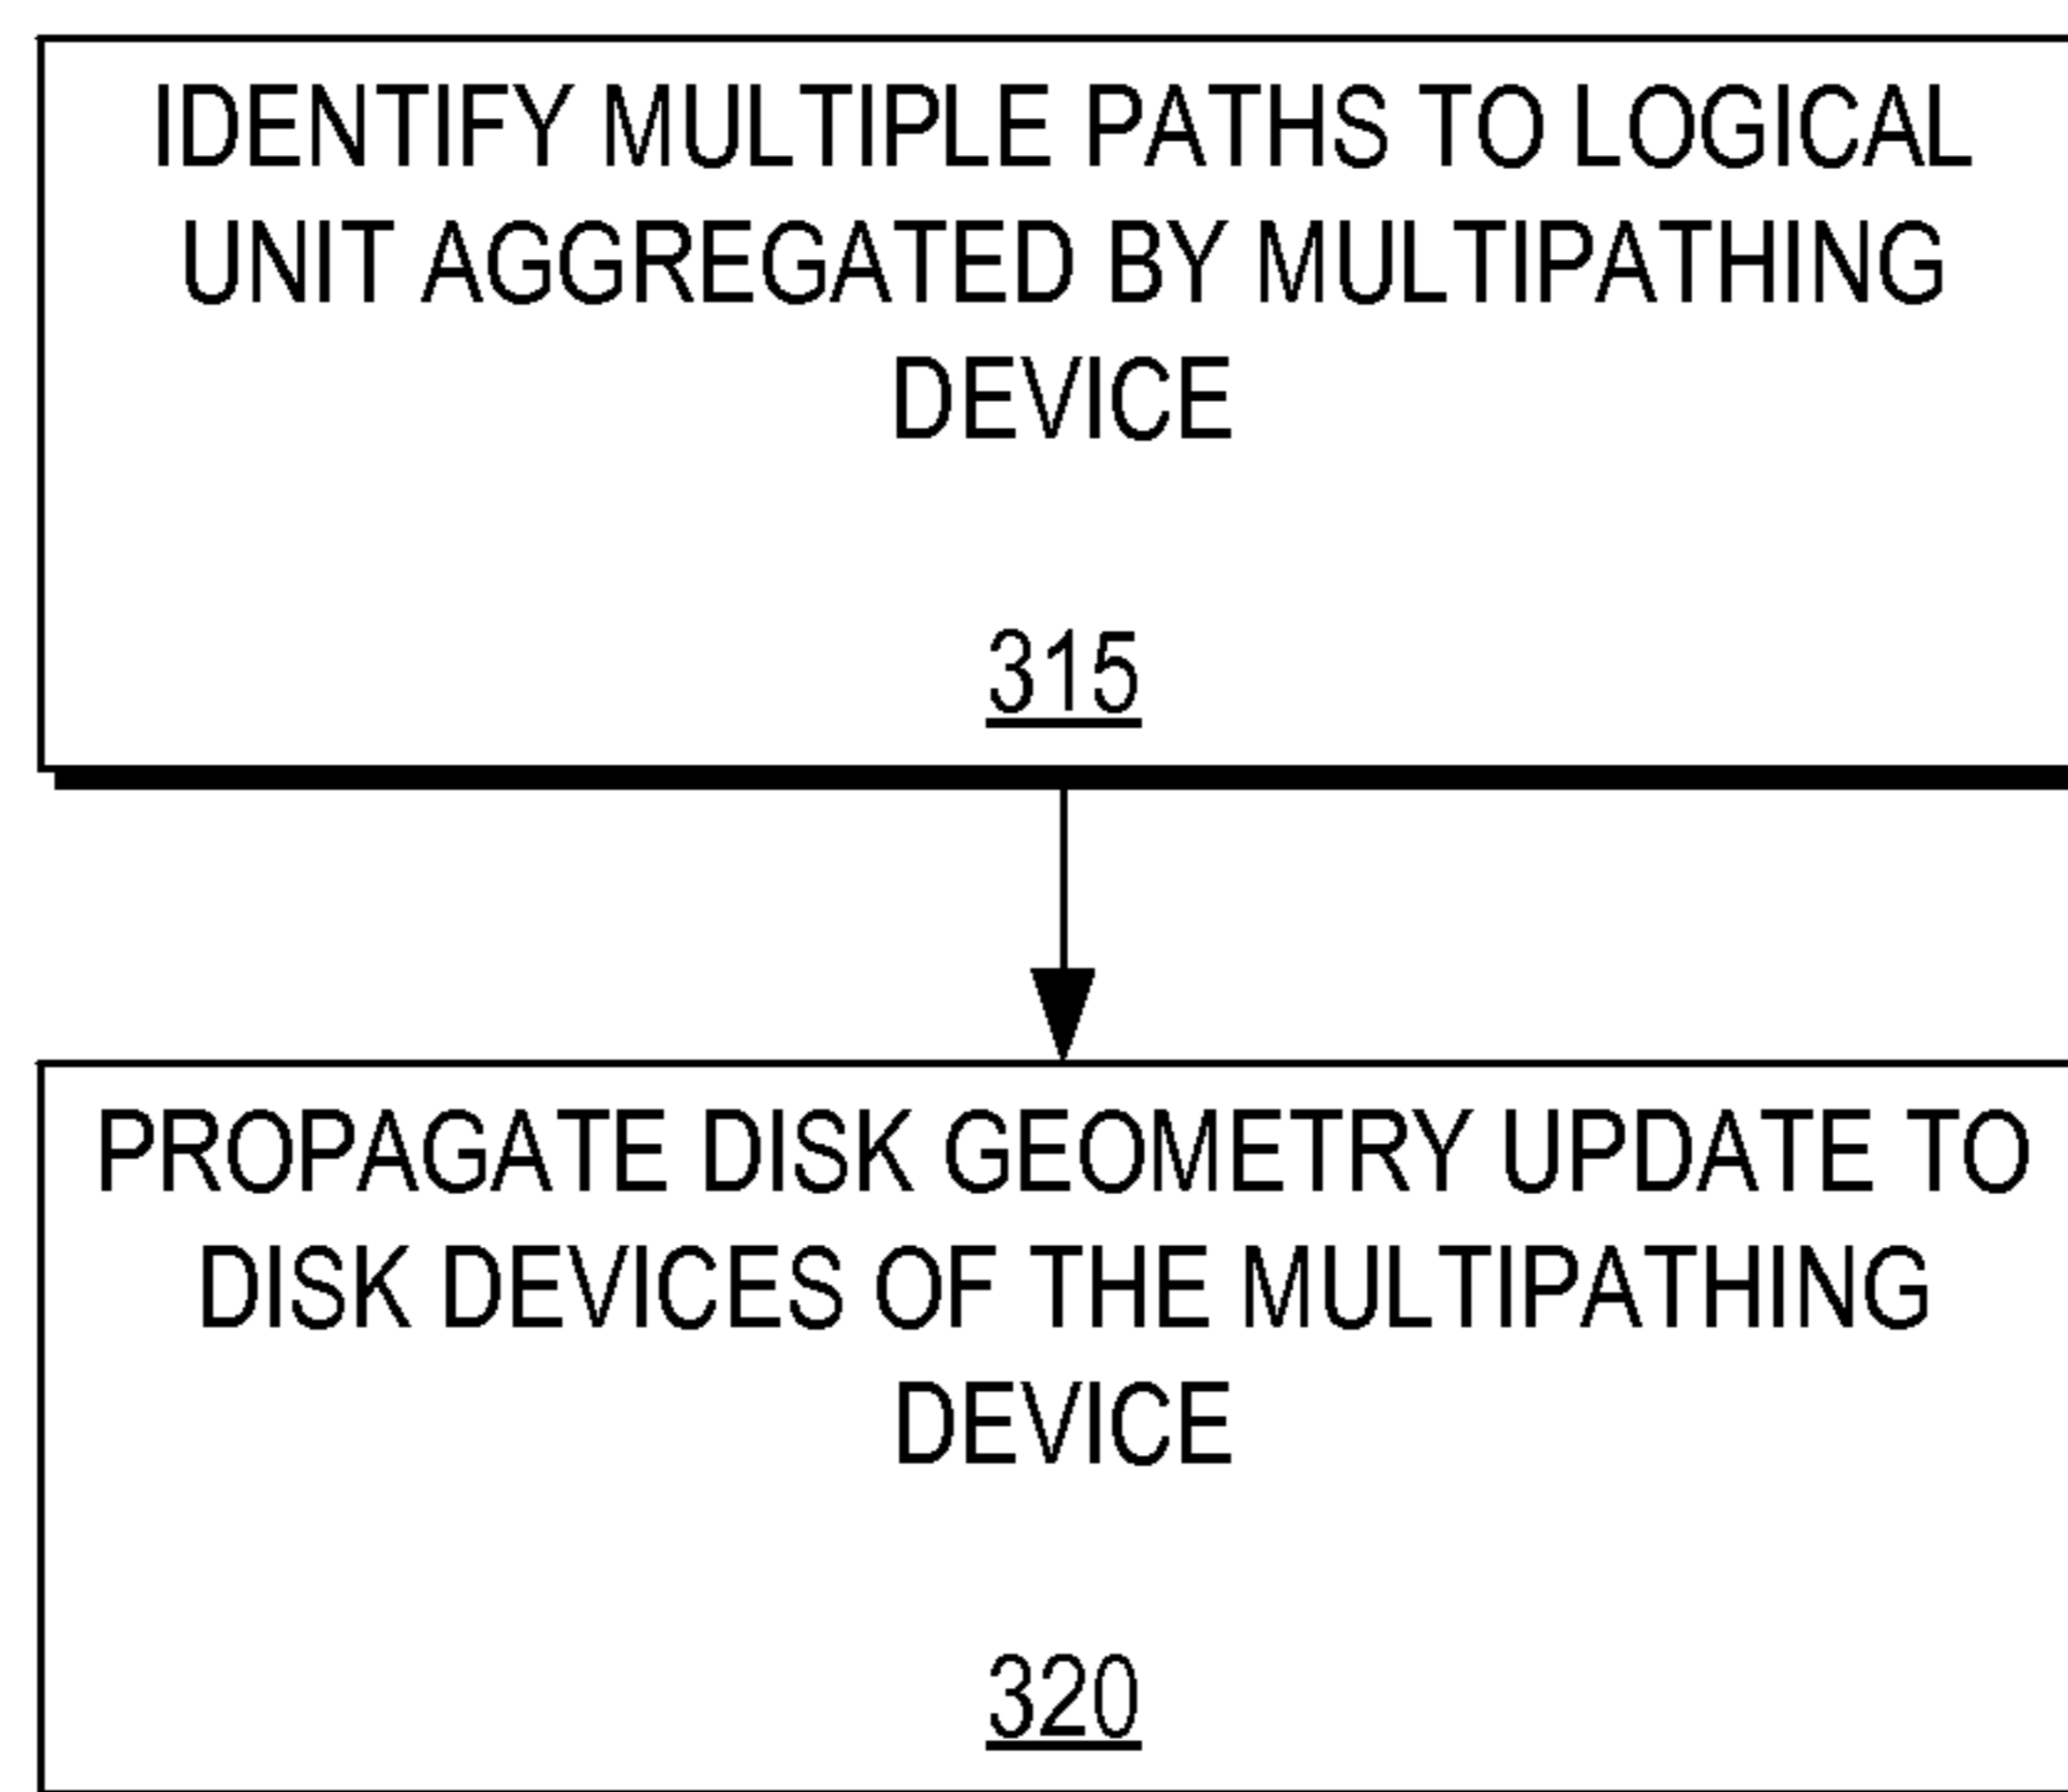 IDENTIFY MULTIPLE PATHS TO LOGICAL
UNIT AGGREGATED BY MULTIPATHING
DEVICE
315
PROPAGATE DISK GEOMETRY UPDATE TO
DISK DEVICES OF THE MULTIPATHING
DEVICE
320